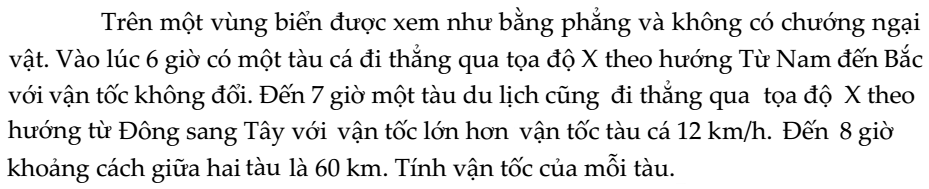 Trên một vùng biển được xem như bằng phẳng và không có chướng ngại
vật. Vào lúc 6 giờ có một tàu cá đi thẳng qua tọa độ X theo hướng Từ Nam đến Bắc
với vận tốc không đổi. Đến 7 giờ một tàu du lịch cũng đi thẳng qua tọa độ X theo
hướng từ Đông sang Tây với vận tốc lớn hơn vận tốc tàu cá 12 km/h. Đến 8 giờ
khoảng cách giữa hai tàu là 60 km. Tính vận tốc của mỗi tàu.